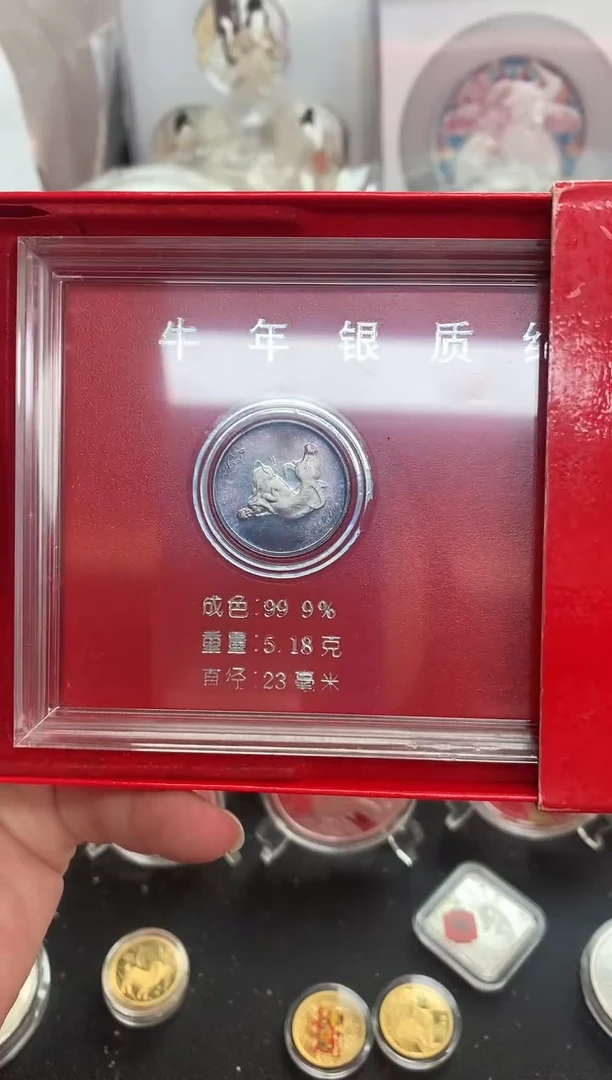 牛年银质
成色:99 9%
重量:5.18克
直径:23毫米